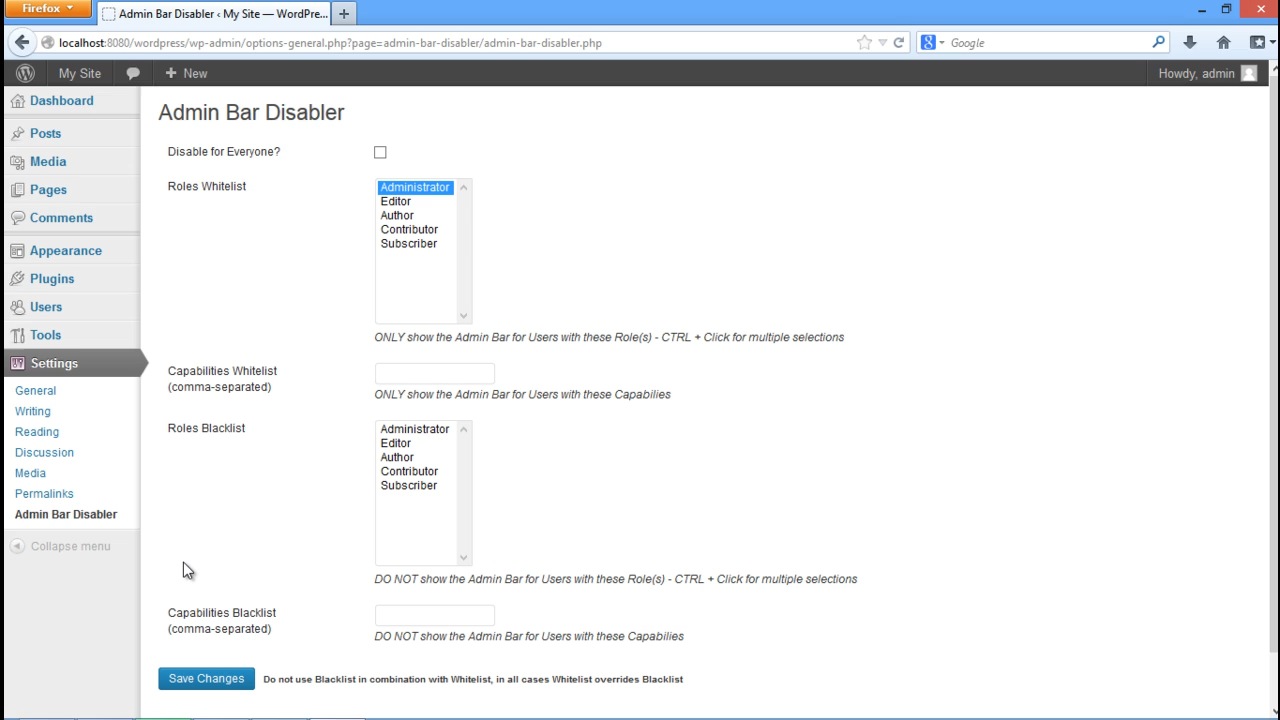 Firefox
Admin Bar Disabler ‹ My Site — WordPre...
localhost:8080/wordpress/wp-admin/options-general.php?page=admin-bar-disabler/admin-bar-disabler.php
Google
My Site
New
Howdy, admin
Dashboard
Posts
Media
Pages
Comments
Appearance
Plugins
Users
Tools
Settings
General
Writing
Reading
Discussion
Media
Permalinks
Admin Bar Disabler
Collapse menu
Admin Bar Disabler
Disable for Everyone?
Roles Whitelist
Administrator
Editor
Author
Contributor
Subscriber
ONLY show the Admin Bar for Users with these Role(s) - CTRL + Click for multiple selections
Capabilities Whitelist
(comma-separated)
ONLY show the Admin Bar for Users with these Capabilies
Roles Blacklist
Administrator
Editor
Author
Contributor
Subscriber
DO NOT show the Admin Bar for Users with these Role(s) - CTRL + Click for multiple selections
Capabilities Blacklist
(comma-separated)
DO NOT show the Admin Bar for Users with these Capabilies
Save Changes
Do not use Blacklist in combination with Whitelist, in all cases Whitelist overrides Blacklist